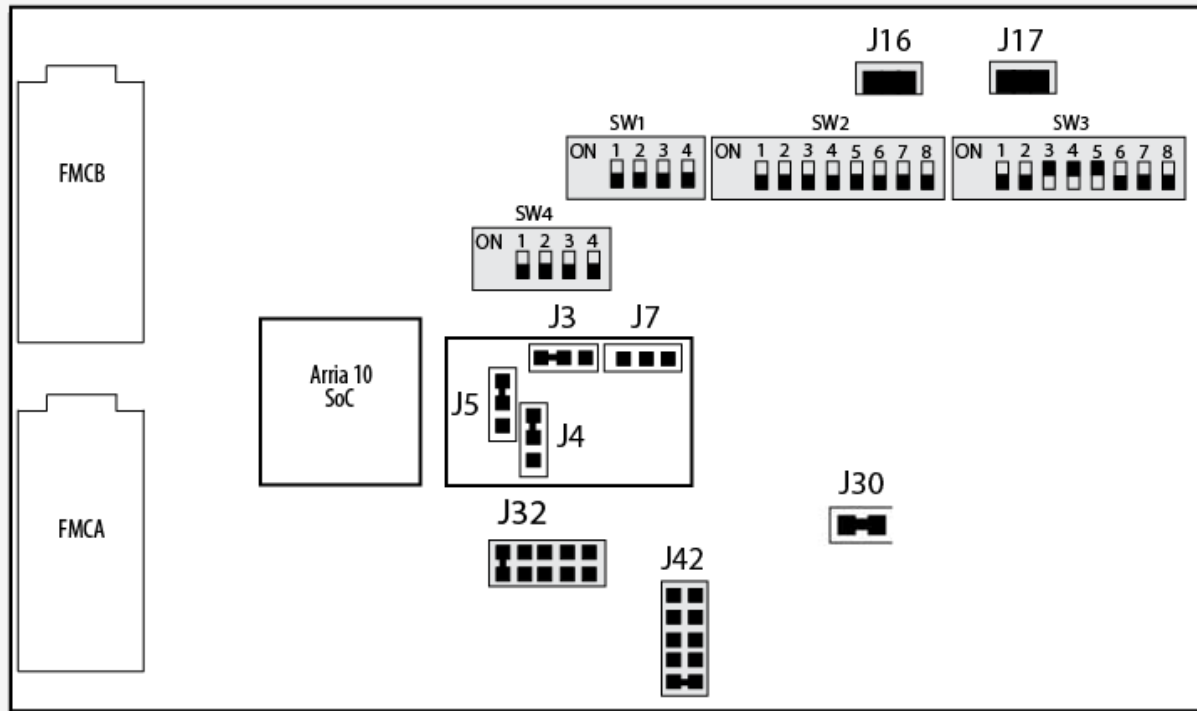 J16 J17
SW1 SW2 SW3
ON 1 2 3 4 ON 1 2 3 4 5 6 7 8 ON 1 2 3 4 5 6 7 8
FMCB
SW4
ON 1 2 3 4
J3 J7
Arria 10
SoC
J5
J4
J30
J32
FMCA
J42